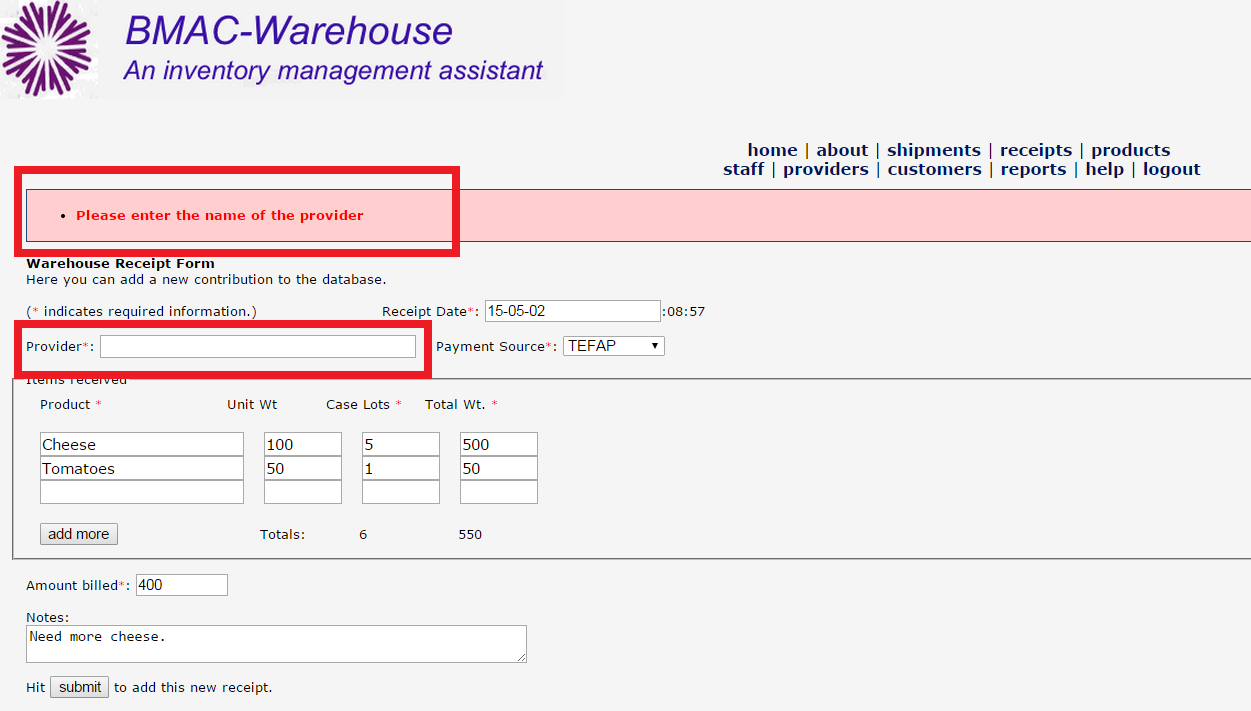 BMAC-Warehouse
An inventory management assistant
home | about | shipments | receipts | products
staff | providers | customers | reports | help | logout
• Please enter the name of the provider
Warehouse Receipt Form
Here you can add a new contribution to the database.
(* indicates required information.) Receipt Date*: 15-05-02 :08:57
Provider*: Payment Source*: TEFAP
Items received
Product * Unit Wt Case Lots * Total Wt. *
Cheese 100 5 500
Tomatoes 50 1 50
add more Totals: 6 550
Amount billed*: 400
Notes:
Need more cheese.
Hit submit to add this new receipt.